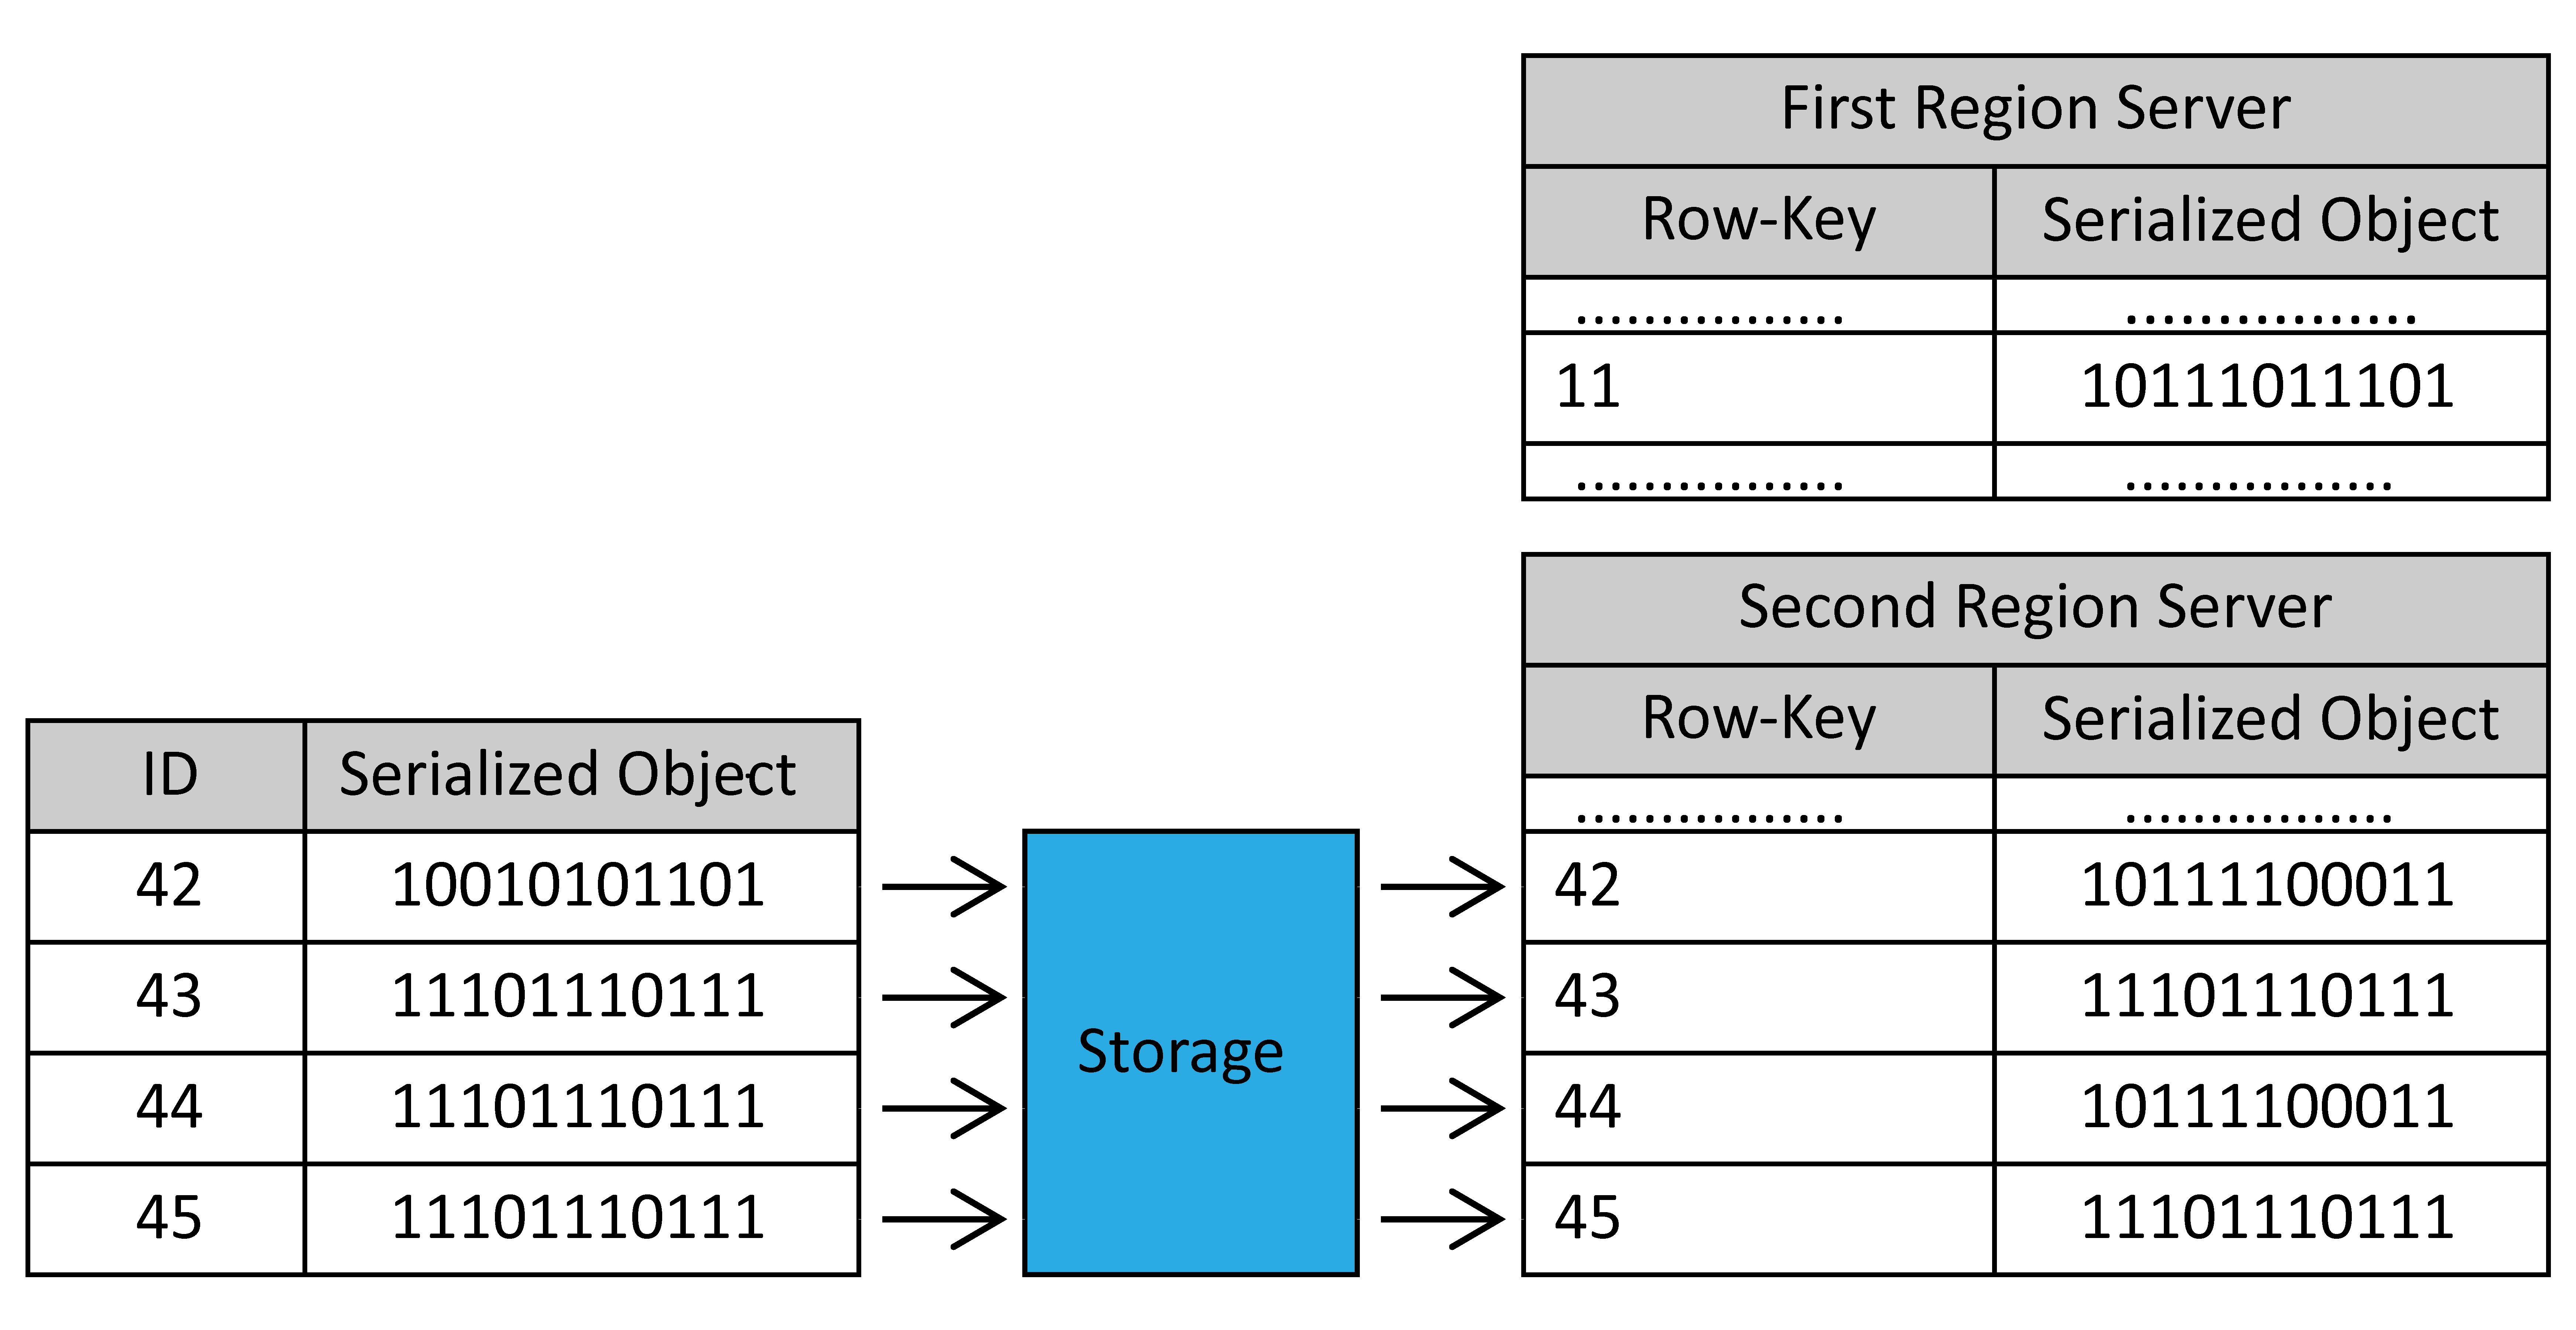 First Region Server
Row-Key Serialized Object
................ ................
11 10111011101
................ ................
Second Region Server
Row-Key Serialized Object
................ ................
ID Serialized Object
42 10010101101
43 11101110111
44 11101110111
45 11101110111
Storage
42 10111100011
43 11101110111
44 10111100011
45 11101110111